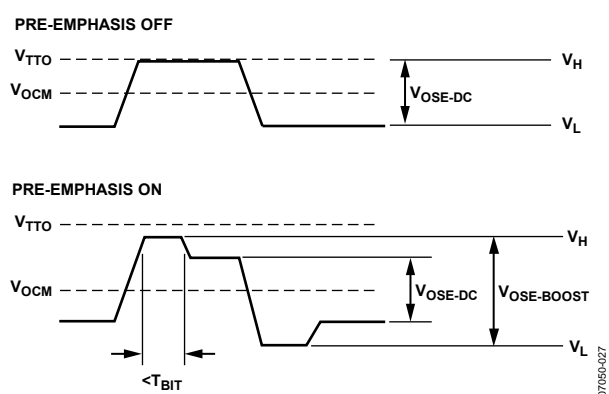 PRE-EMPHASIS OFF
VTTO
VH
VOCM
VOSE-DC
VL
PRE-EMPHASIS ON
VTTO
VH
VOCM
VOSE-DC
VOSE-BOOST
VL
<TBIT
07050-027